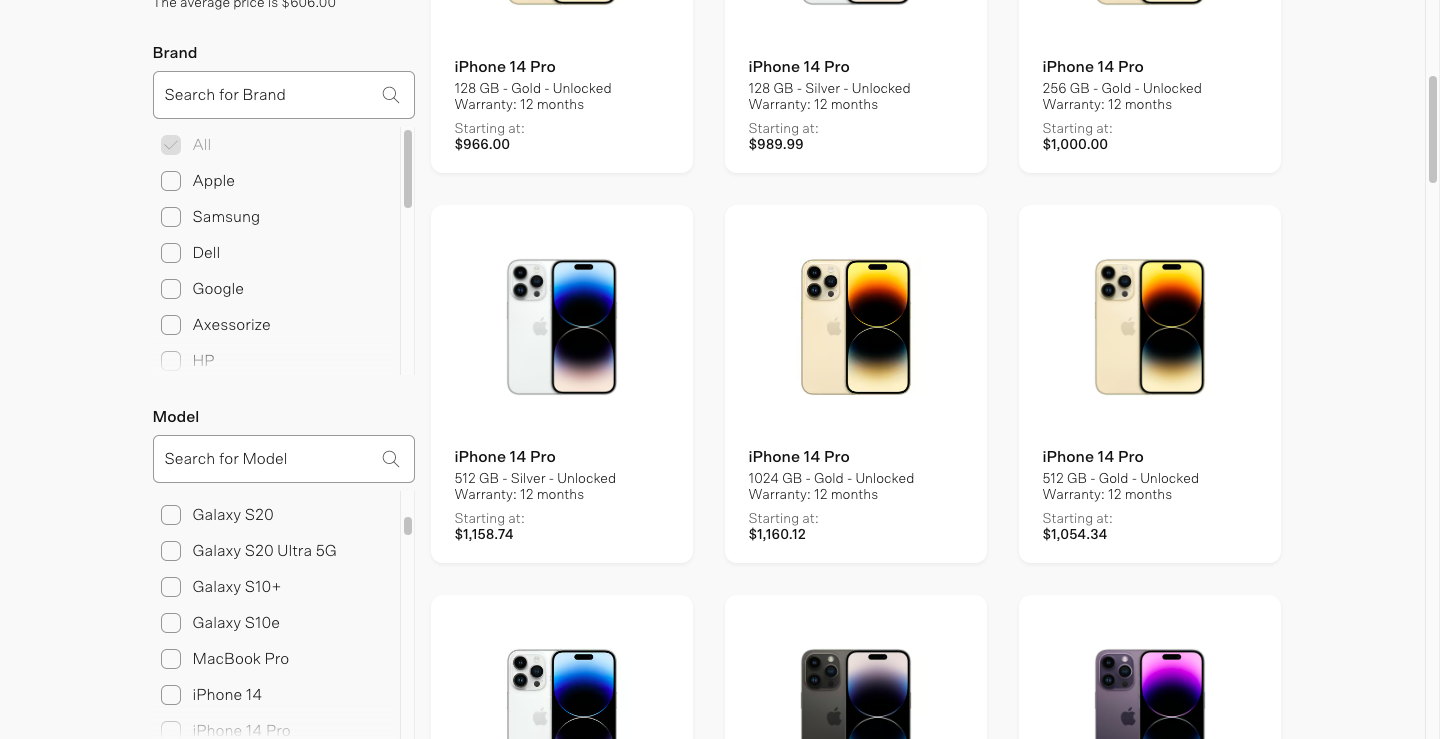 The average price is $606.00
Brand
Search for Brand
All
Apple
Samsung
Dell
Google
Axessorize
HP
Model
Search for Model
Galaxy S20
Galaxy S20 Ultra 5G
Galaxy S10+
Galaxy S10e
MacBook Pro
iPhone 14
iPhone 14 Pro
iPhone 14 Pro
128 GB - Gold - Unlocked
Warranty: 12 months
Starting at:
$966.00
iPhone 14 Pro
128 GB - Silver - Unlocked
Warranty: 12 months
Starting at:
$989.99
iPhone 14 Pro
256 GB - Gold - Unlocked
Warranty: 12 months
Starting at:
$1,000.00
iPhone 14 Pro
512 GB - Silver - Unlocked
Warranty: 12 months
Starting at:
$1,158.74
iPhone 14 Pro
1024 GB - Gold - Unlocked
Warranty: 12 months
Starting at:
$1,160.12
iPhone 14 Pro
512 GB - Gold - Unlocked
Warranty: 12 months
Starting at:
$1,054.34